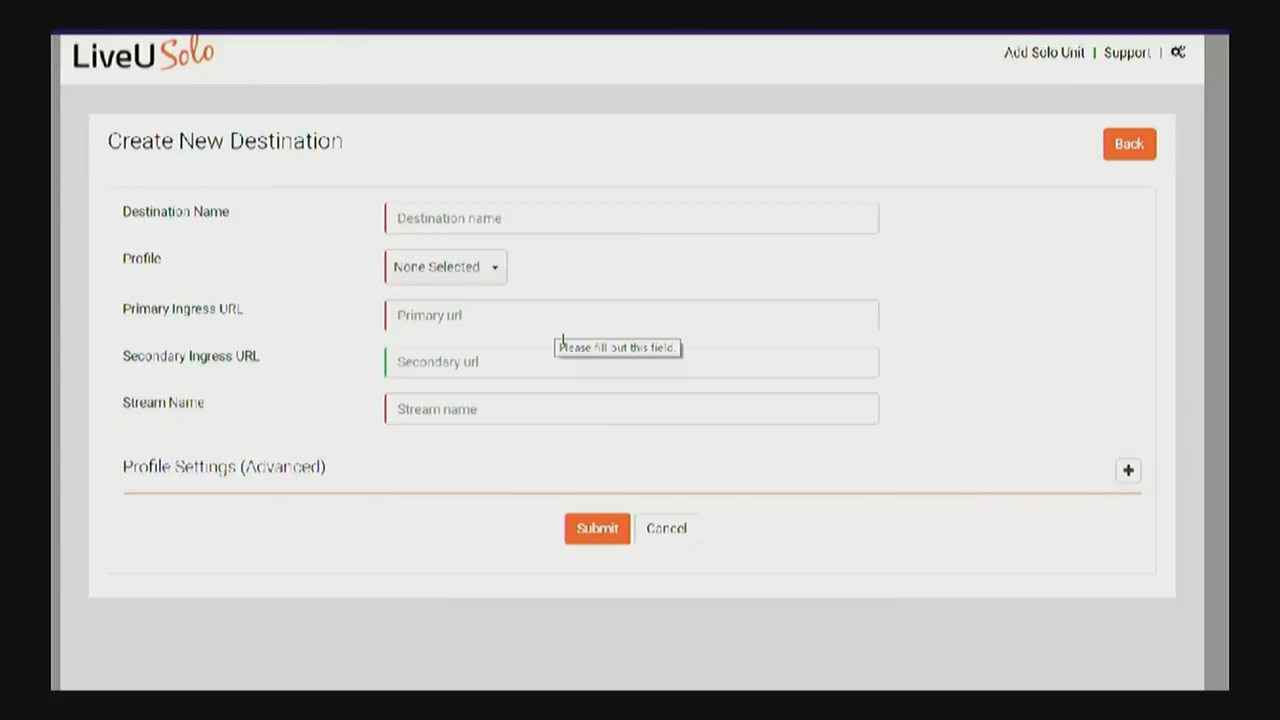 LiveU Solo
Add Solo Unit | Support |
Create New Destination
Back
Destination Name
Destination name
Profile
None Selected
Primary Ingress URL
Primary url
Please fill out this field.
Secondary Ingress URL
Secondary url
Stream Name
Stream name
Profile Settings (Advanced)
+
Submit
Cancel